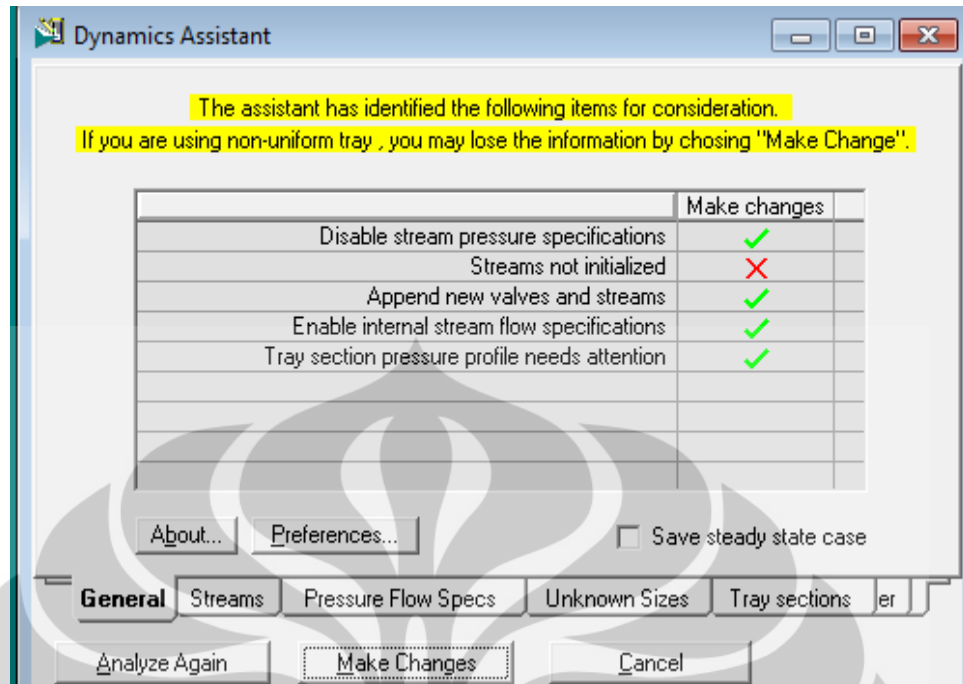 Dynamics Assistant
The assistant has identified the following items for consideration.
If you are using non-uniform tray , you may lose the information by chosing "Make Change".
Make changes
Disable stream pressure specifications
Streams not initialized
Append new valves and streams
Enable internal stream flow specifications
Tray section pressure profile needs attention
About... Preferences... Save steady state case
General Streams Pressure Flow Specs Unknown Sizes Tray sections er
Analyze Again Make Changes Cancel